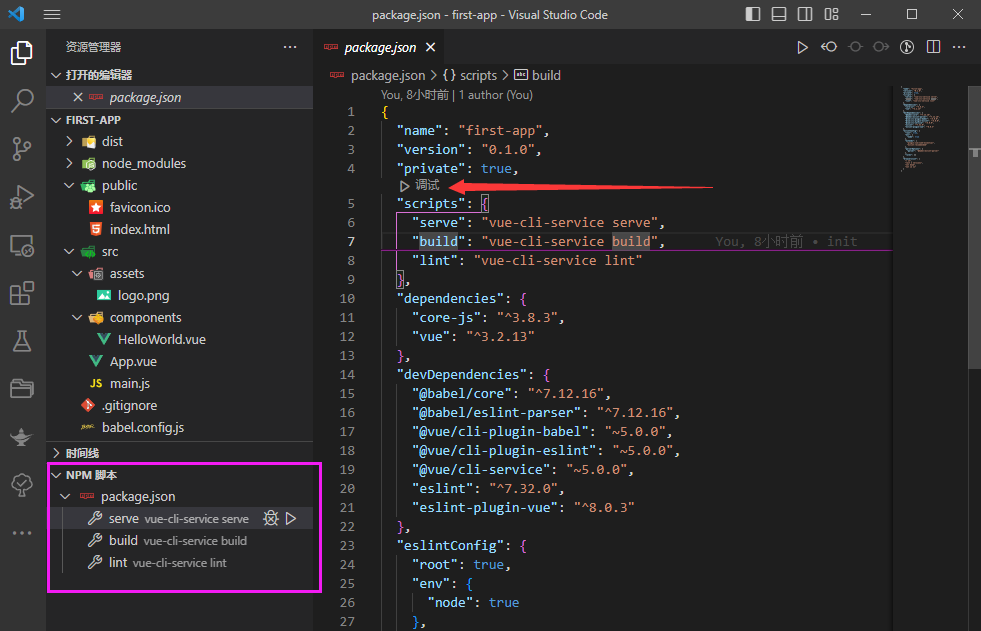 package.json - first-app - Visual Studio Code
资源管理器
打开的编辑器
package.json
FIRST-APP
dist
node_modules
public
favicon.ico
index.html
src
assets
logo.png
components
HelloWorld.vue
App.vue
JS main.js
.gitignore
babel.config.js
时间线
NPM 脚本
package.json
serve vue-cli-service serve
build vue-cli-service build
lint vue-cli-service lint
package.json
package.json > {} scripts > abc build
You, 8小时前 | 1 author (You)
1 {
2 "name": "first-app",
3 "version": "0.1.0",
4 "private": true,
调试
5 "scripts": {
6 "serve": "vue-cli-service serve",
7 "build": "vue-cli-service build", You, 8小时前 • init
8 "lint": "vue-cli-service lint"
9 },
10 "dependencies": {
11 "core-js": "^3.8.3",
12 "vue": "^3.2.13"
13 },
14 "devDependencies": {
15 "@babel/core": "^7.12.16",
16 "@babel/eslint-parser": "^7.12.16",
17 "@vue/cli-plugin-babel": "~5.0.0",
18 "@vue/cli-plugin-eslint": "~5.0.0",
19 "@vue/cli-service": "~5.0.0",
20 "eslint": "^7.32.0",
21 "eslint-plugin-vue": "^8.0.3"
22 },
23 "eslintConfig": {
24 "root": true,
25 "env": {
26 "node": true
27 },